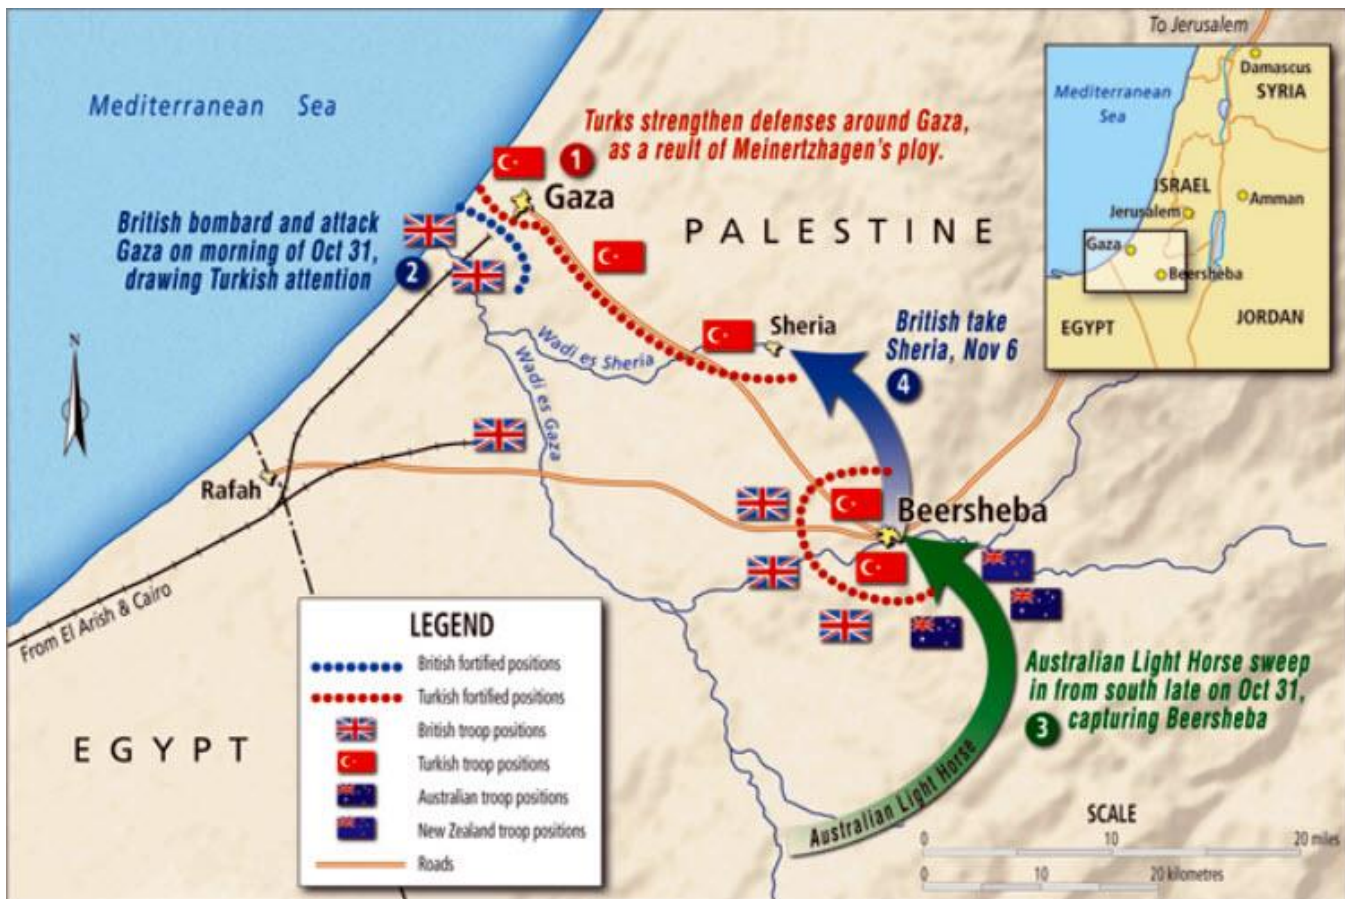 To Jerusalem
Mediterranean Sea
Turks strengthen defenses around Gaza,
as a reult of Meinertzhagen's ploy.
1
Gaza
British bombard and attack
Gaza on morning of Oct 31,
drawing Turkish attention
2
PALESTINE
N
Wadi es Sheria
Wadi es Gaza
Sheria
British take
Sheria, Nov 6
4
Rafah
Beersheba
From El Arish & Cairo
EGYPT
Australian Light Horse sweep
in from south late on Oct 31,
capturing Beersheba
3
Australian Light Horse
LEGEND
British fortified positions
Turkish fortified positions
British troop positions
Turkish troop positions
Australian troop positions
New Zealand troop positions
Roads
SCALE
0 10 20 miles
0 10 20 kilometres
Mediterranean
Sea
Damascus
SYRIA
ISRAEL
Jerusalem
Amman
Gaza
Beersheba
EGYPT
JORDAN